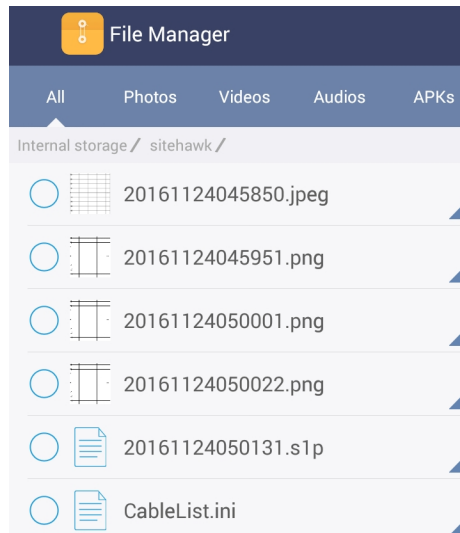 File Manager
All Photos Videos Audios APKs
Internal storage / sitehawk /
20161124045850.jpeg
20161124045951.png
20161124050001.png
20161124050022.png
20161124050131.s1p
CableList.ini